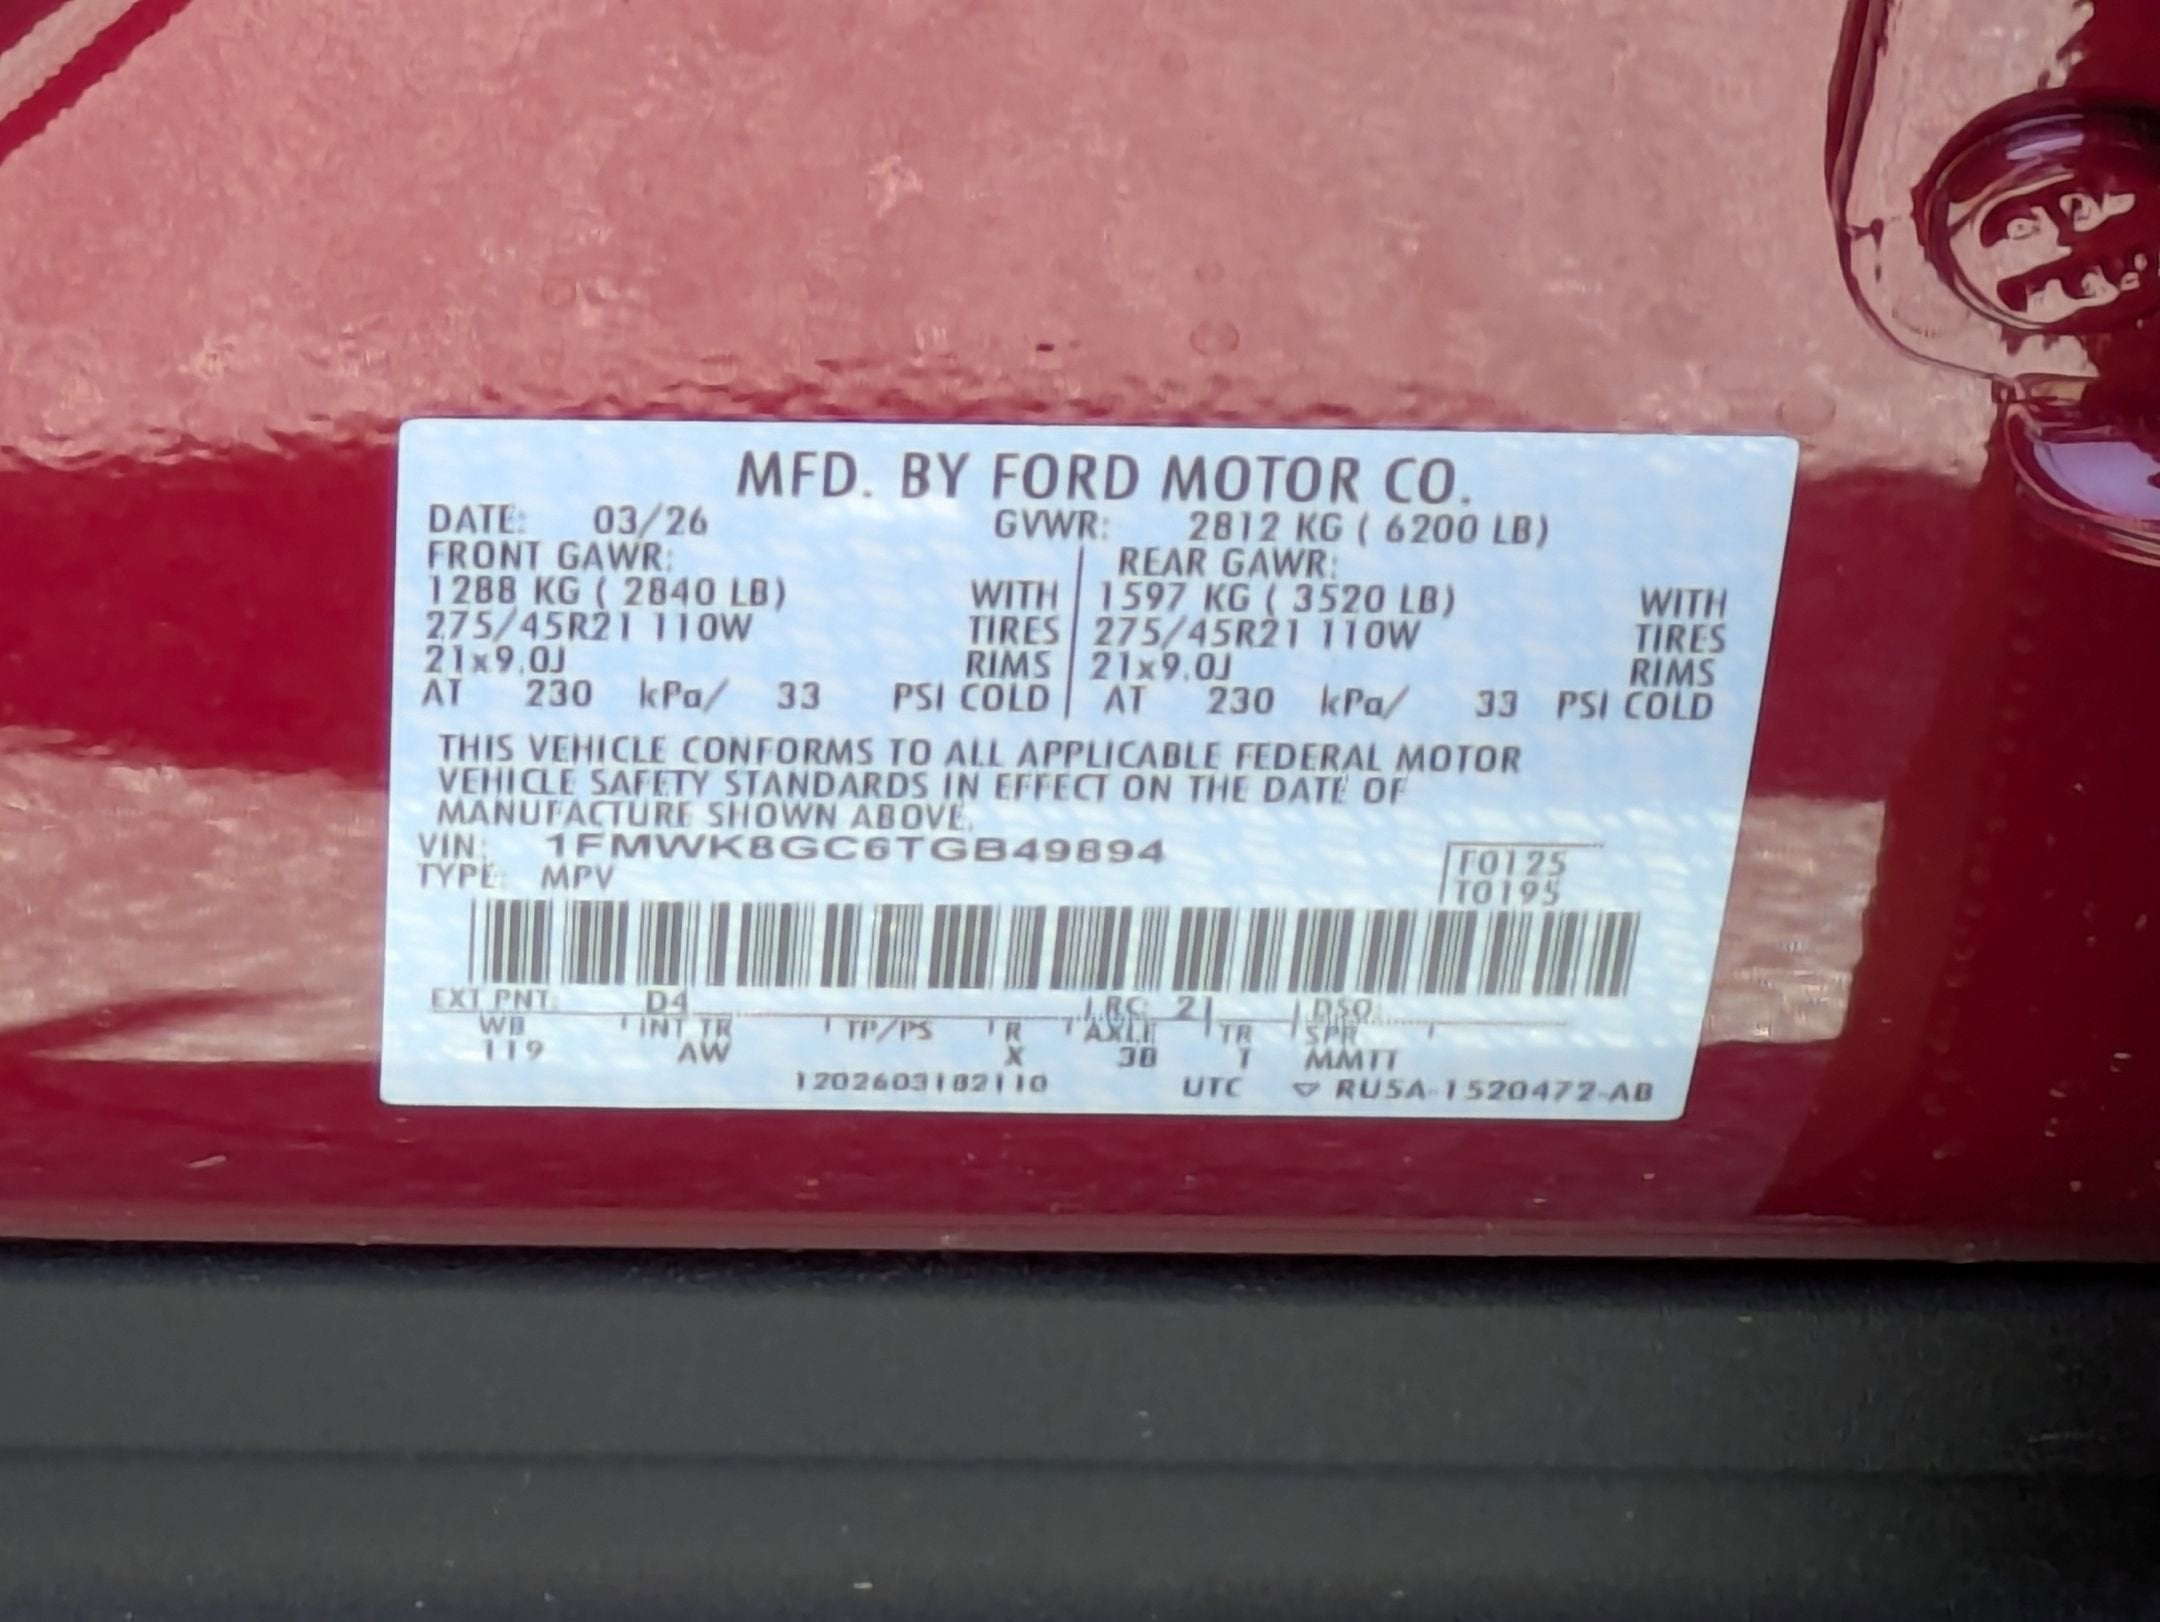 MFD. BY FORD MOTOR CO.
DATE: 03/26 GVWR: 2812 KG ( 6200 LB)
FRONT GAWR: REAR GAWR:
1288 KG ( 2840 LB) WITH 1597 KG ( 3520 LB) WITH
275/45R21 110W TIRES 275/45R21 110W TIRES
21x9.0J RIMS 21x9.0J RIMS
AT 230 kPa/ 33 PSI COLD AT 230 kPa/ 33 PSI COLD
THIS VEHICLE CONFORMS TO ALL APPLICABLE FEDERAL MOTOR
VEHICLE SAFETY STANDARDS IN EFFECT ON THE DATE OF
MANUFACTURE SHOWN ABOVE.
VIN: 1FMWK8GC6TGB49894
TYPE: MPV
F0125
T0195
EXT PNT: D4 RC: 21 DSO:
WB INT TR TP/PS R AXLE TR SPR
119 AW X 3B T MMTT
1202603182110 UTC ▽ RU5A-1520472-AB